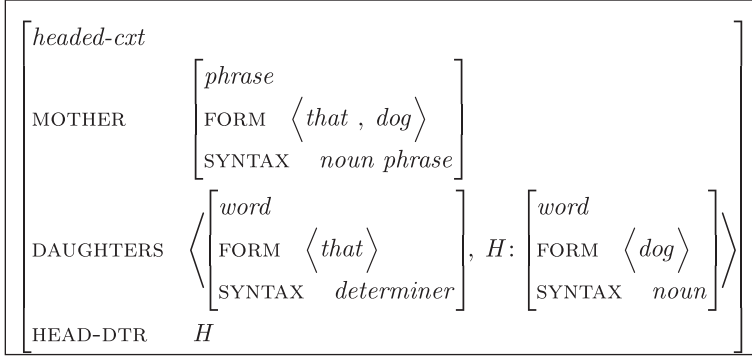 headed-cxt
phrase
MOTHER FORM ⟨that , dog⟩
SYNTAX noun phrase
word word
DAUGHTERS ⟨ FORM ⟨that⟩ , H: FORM ⟨dog⟩ ⟩
SYNTAX determiner SYNTAX noun
HEAD-DTR H